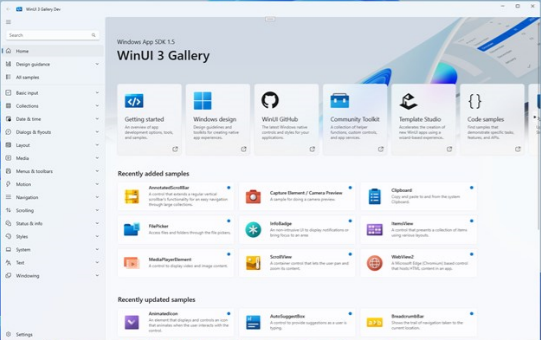 WinUI 3 Gallery Dev
Search
Home
Design guidance
All samples
Basic input
Collections
Date & time
Dialogs & flyouts
Layout
Media
Menus & toolbars
Motion
Navigation
Scrolling
Status & info
Styles
System
Text
Windowing
Settings
Windows App SDK 1.5
WinUI 3 Gallery
Getting started
An overview of app development options, tools, and samples.
Windows design
Design guidelines and toolkits for creating native app experiences.
WinUI GitHub
The latest Windows native controls and styles for your applications.
Community Toolkit
A collection of helper functions, custom controls, and app services.
Template Studio
Accelerates the creation of new WinUI apps using a wizard-based experience.
Code samples
Find samples that demonstrate specific tasks, features, and APIs.
Recently added samples
AnnotatedScrollBar
A control that extends a regular vertical scrollbar's functionality for an easy navigation through large collections.
Capture Element / Camera Preview
A sample for doing camera preview.
Clipboard
Copy and paste to and from the system Clipboard.
FilePicker
Access files and folders through the file pickers.
InfoBadge
An non-intrusive UI to display notifications or bring focus to an area.
ItemsView
A control that presents a collection of items using various layouts.
MediaPlayerElement
A control to display video and image content.
ScrollView
A container control that lets the user pan and zoom its content.
WebView2
A Microsoft Edge (Chromium) based control that hosts HTML content in an app.
Recently updated samples
AnimatedIcon
An element that displays and controls an icon that animates when the user interacts with the control.
AutoSuggestBox
A control to provide suggestions as a user is typing.
BreadcrumbBar
Shows the trail of navigation taken to the current location.